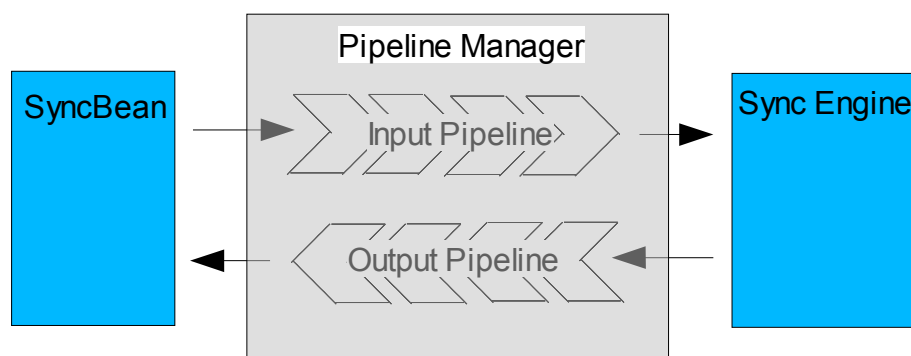 Pipeline Manager
SyncBean
Sync Engine
Input Pipeline
Output Pipeline